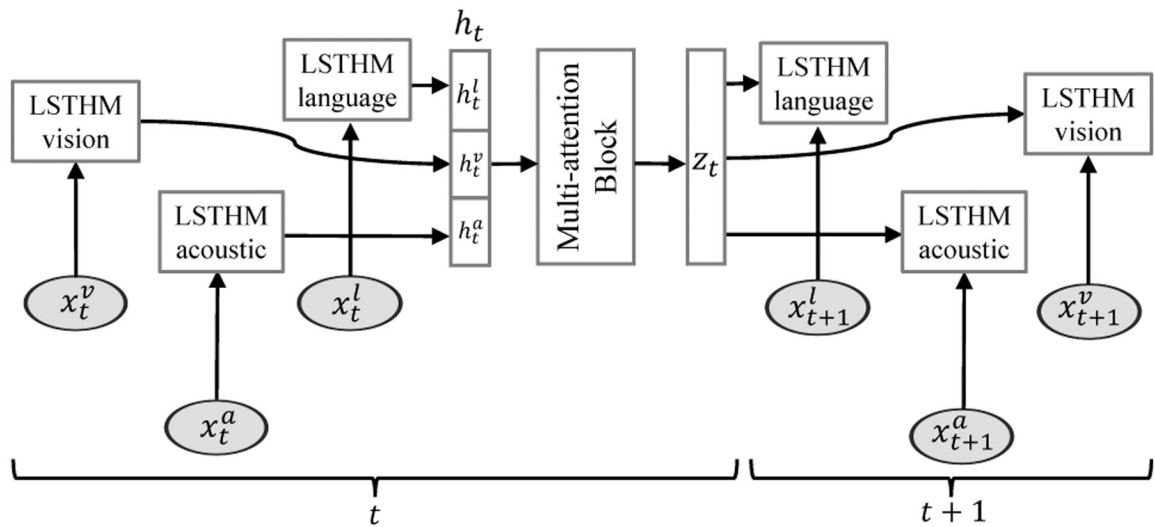 h_t
LSTHM
vision
LSTHM
language
LSTHM
acoustic
h_t^l
h_t^v
h_t^a
Multi-attention
Block
z_t
LSTHM
language
LSTHM
vision
LSTHM
acoustic
x_t^v
x_t^l
x_t^a
x_{t+1}^l
x_{t+1}^v
x_{t+1}^a
t
t + 1